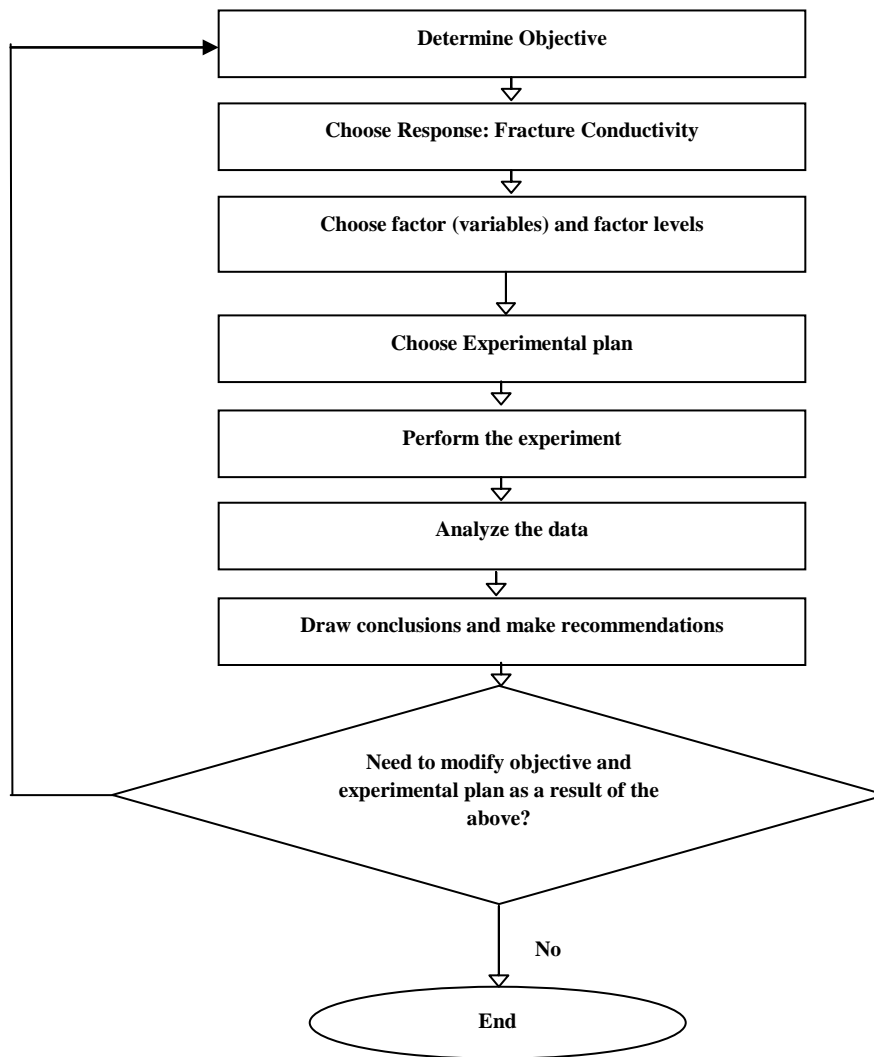 Determine Objective
Choose Response: Fracture Conductivity
Choose factor (variables) and factor levels
Choose Experimental plan
Perform the experiment
Analyze the data
Draw conclusions and make recommendations
Need to modify objective and
experimental plan as a result of the
above?
No
End